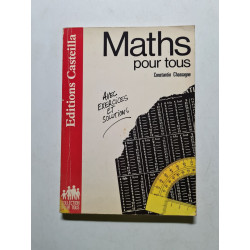 Maths
pour tous
Constantin Chassagne
AVEC
EXERCICES ET
SOLUTIONS
Editions Casteilla